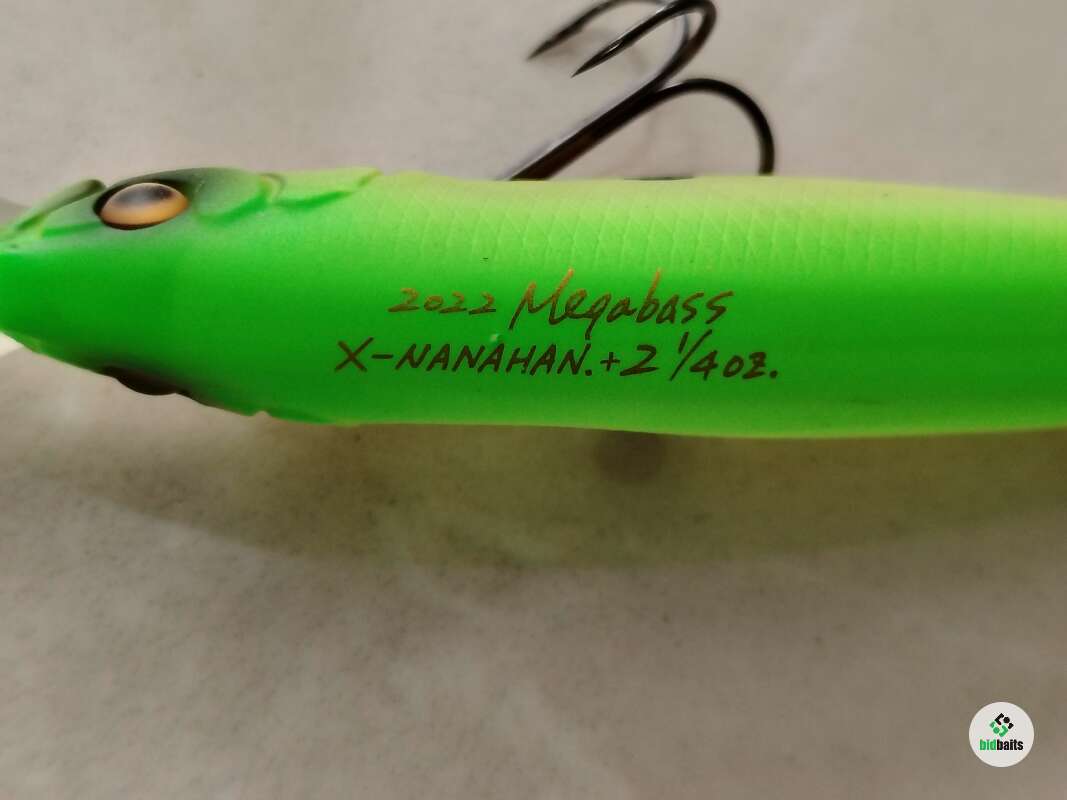 2022 Megabass
X-NANAHAN.+2 1/4oz.
bidbaits